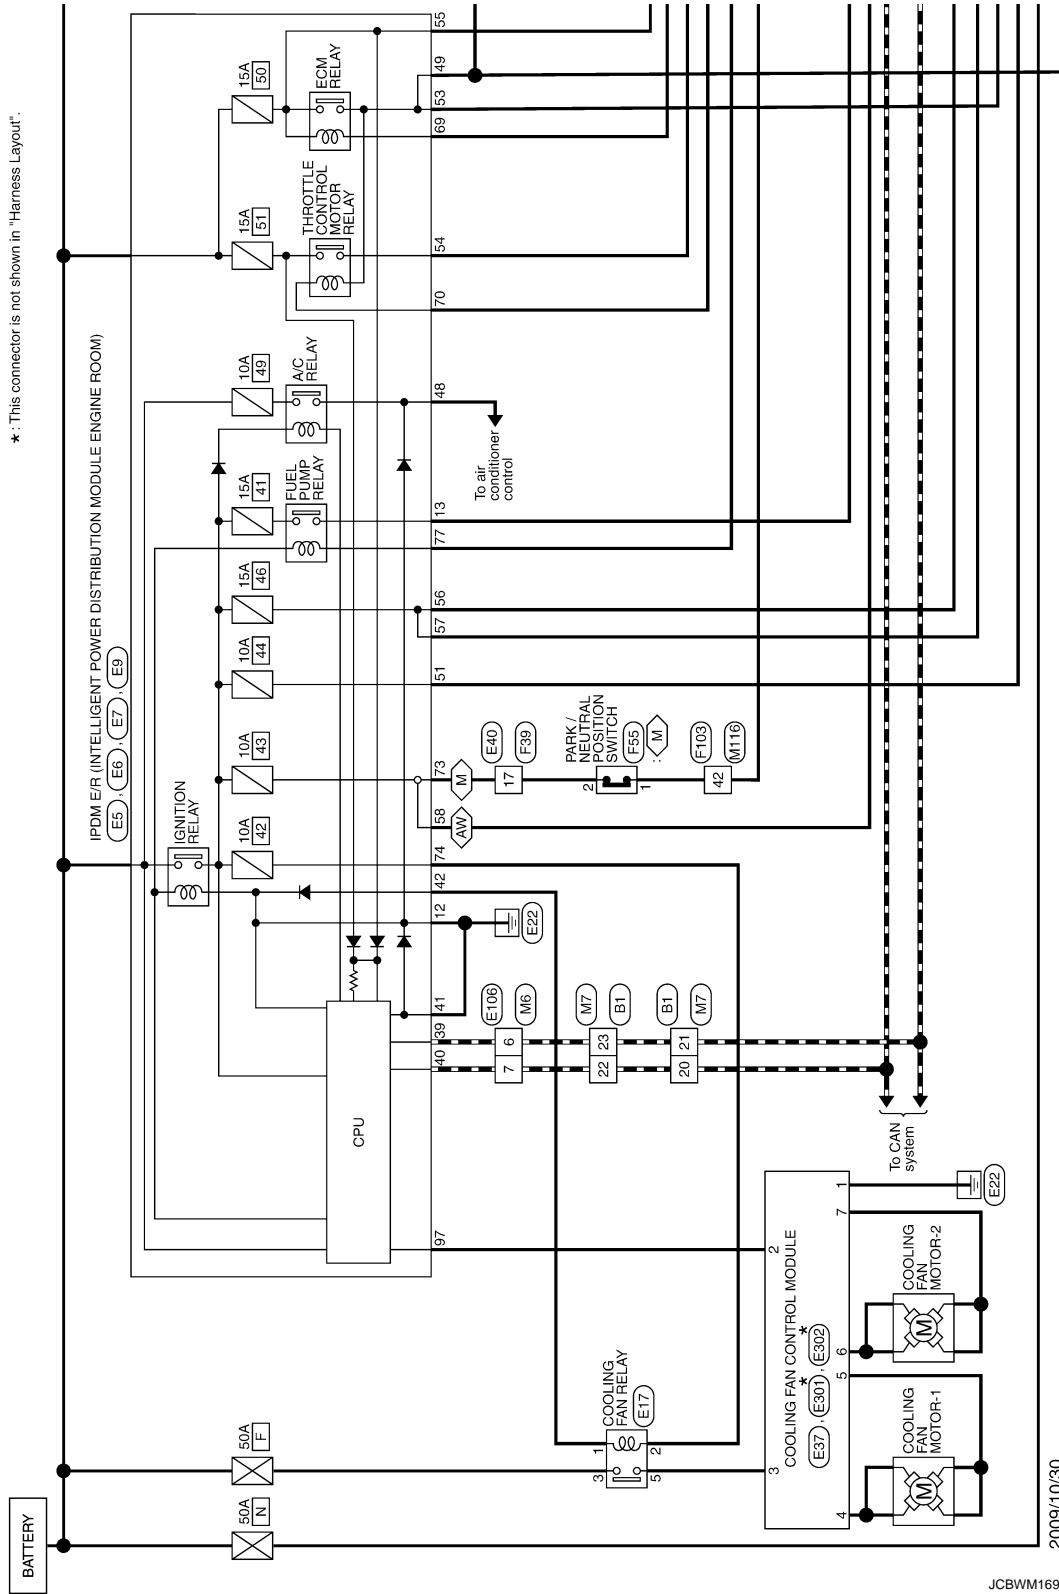 ★ : This connector is not shown in "Harness Layout".
BATTERY
50A
N
50A
F
IPDM E/R (INTELLIGENT POWER DISTRIBUTION MODULE ENGINE ROOM)
E5 , E6 , E7 , E9
IGNITION
RELAY
10A
42
10A
43
10A
44
15A
46
15A
41
FUEL
PUMP
RELAY
10A
49
A/C
RELAY
15A
51
THROTTLE
CONTROL
MOTOR
RELAY
15A
50
ECM
RELAY
CPU
97
40
39
41
12
42
74
58
73
51
57
56
77
13
48
70
54
69
53
49
55
To air
conditioner
control
AW
M
17
E40
F39
PARK /
NEUTRAL
POSITION
SWITCH
F55
: M
2
1
42
F103
M116
E22
7
6
E106
M6
22
23
M7
B1
20
21
B1
M7
To CAN
system
COOLING
FAN RELAY
E17
3
1
5
2
COOLING FAN CONTROL MODULE
E37 , E301 ★ , E302 ★
3
2
4
5
6
7
1
E22
COOLING
FAN
MOTOR-1
M
COOLING
FAN
MOTOR-2
M
2009/10/30
JCBWM169